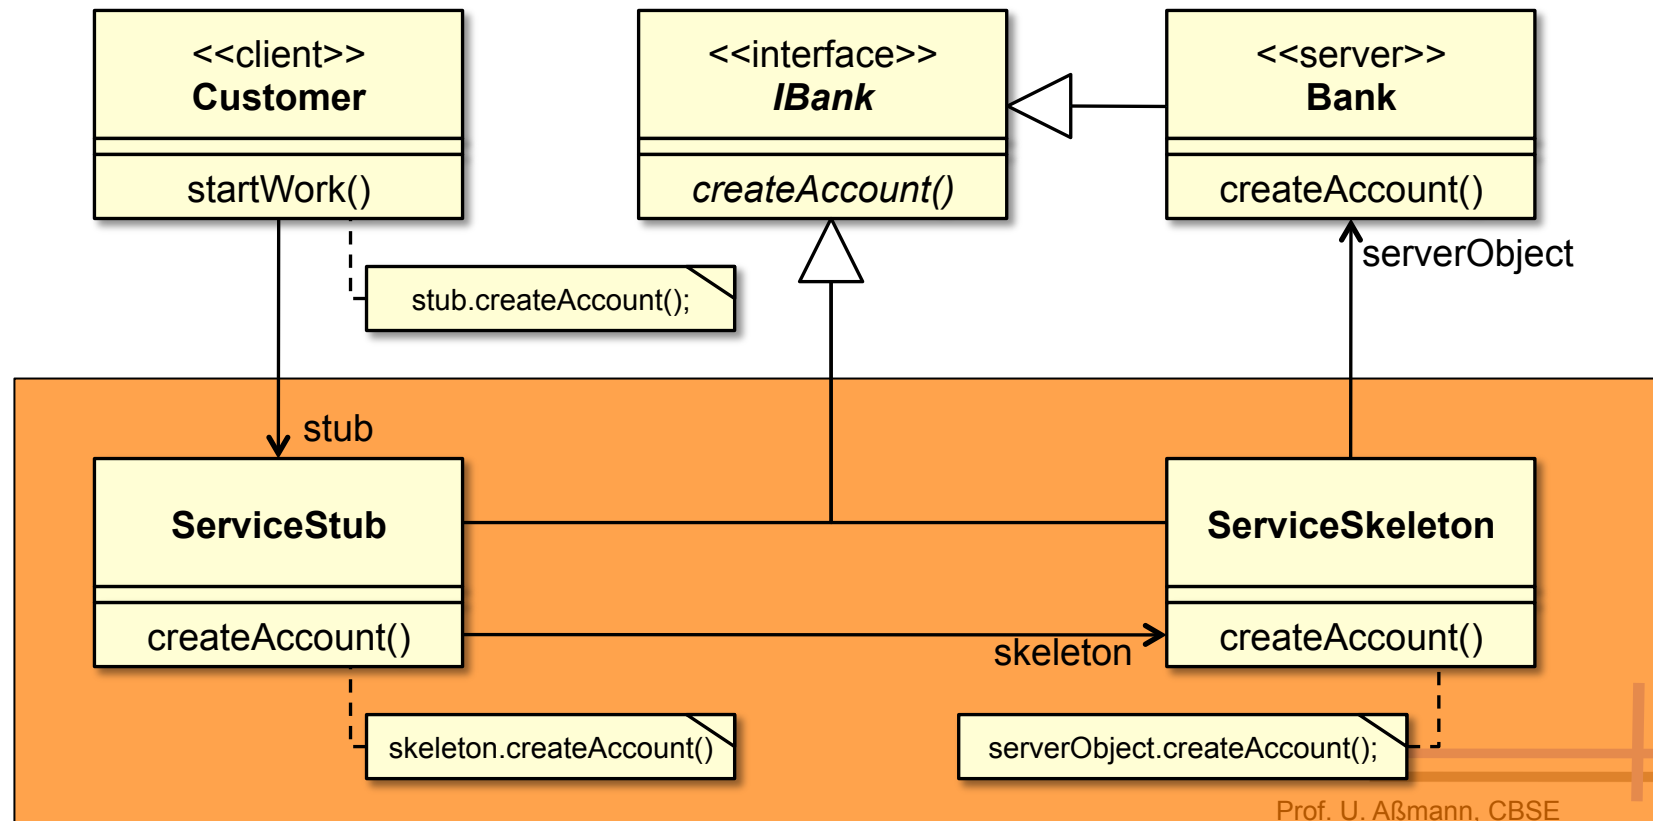 <<client>>
Customer
startWork()
<<interface>>
IBank
createAccount()
<<server>>
Bank
createAccount()
serverObject
stub.createAccount();
stub
ServiceStub
createAccount()
ServiceSkeleton
createAccount()
skeleton
skeleton.createAccount()
serverObject.createAccount();
Prof. U. Aßmann, CBSE